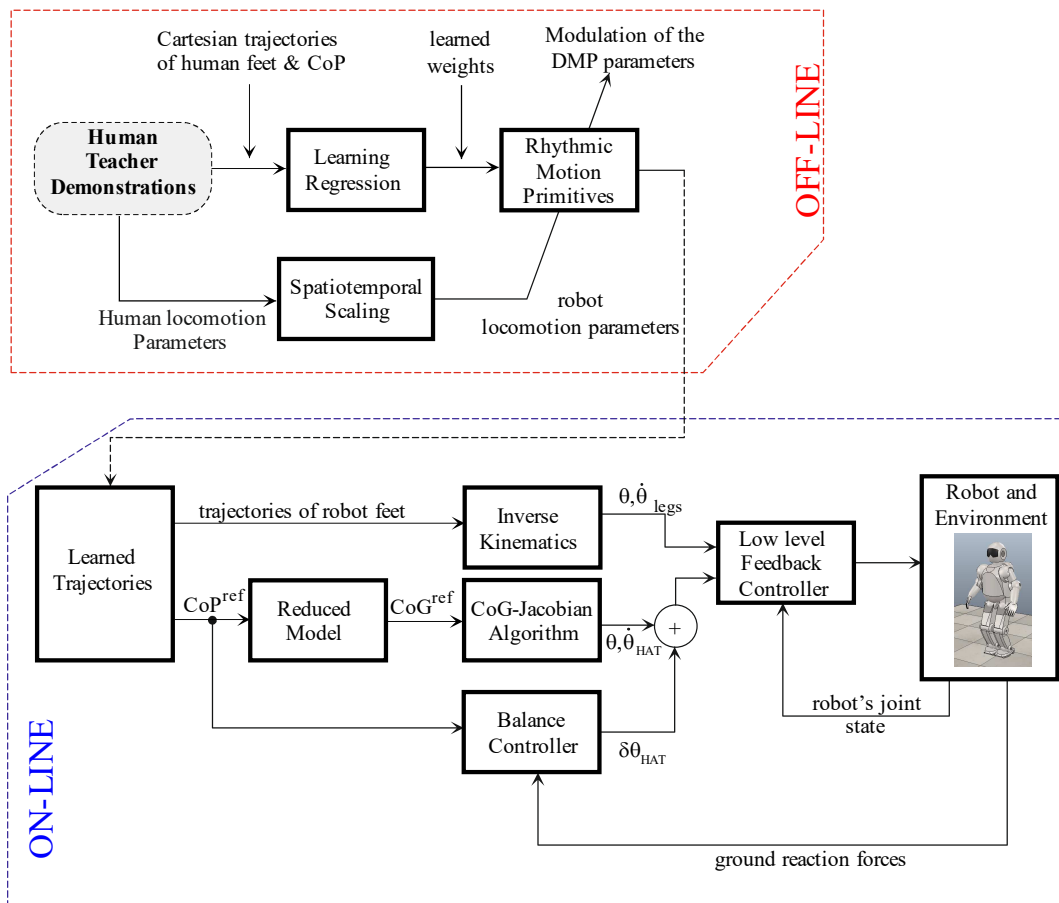 Cartesian trajectories
of human feet & CoP
learned
weights
Modulation of the
DMP parameters
Human
Teacher
Demonstrations
Learning
Regression
Rhythmic
Motion
Primitives
OFF-LINE
Spatiotemporal
Scaling
Human locomotion
Parameters
robot
locomotion parameters
Learned
Trajectories
trajectories of robot feet
Inverse
Kinematics
θ,θ̇ legs
Low level
Feedback
Controller
Robot and
Environment
CoP^ref
Reduced
Model
CoG^ref
CoG-Jacobian
Algorithm
θ,θ̇ HAT
+
Balance
Controller
δθ HAT
robot’s joint
state
ground reaction forces
ON-LINE